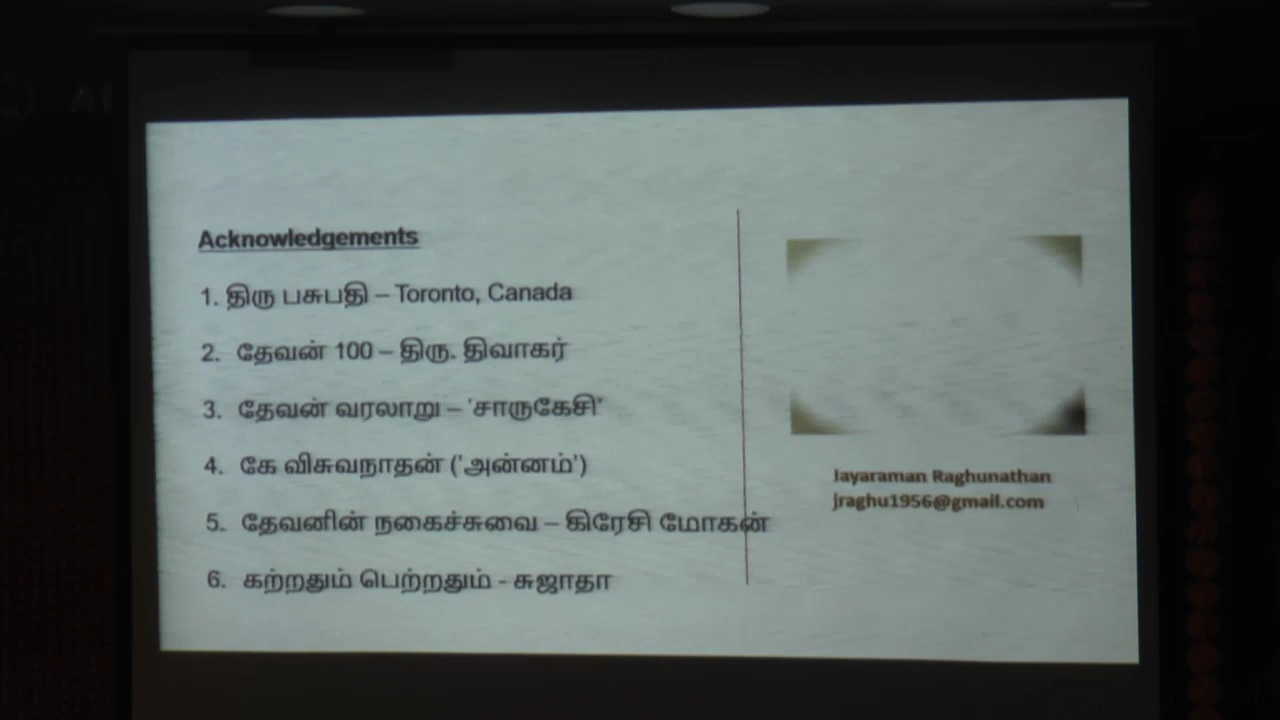 Acknowledgements
1. திரு பசுபதி – Toronto, Canada
2. தேவன் 100 – திரு. திவாகர்
3. தேவன் வரலாறு – 'சாருகேசி'
4. கே விசுவநாதன் ('அன்னம்')
5. தேவனின் நகைச்சுவை – கிரேசி மோகன்
6. கற்றதும் பெற்றதும் - சுஜாதா
Jayaraman Raghunathan
jraghu1956@gmail.com